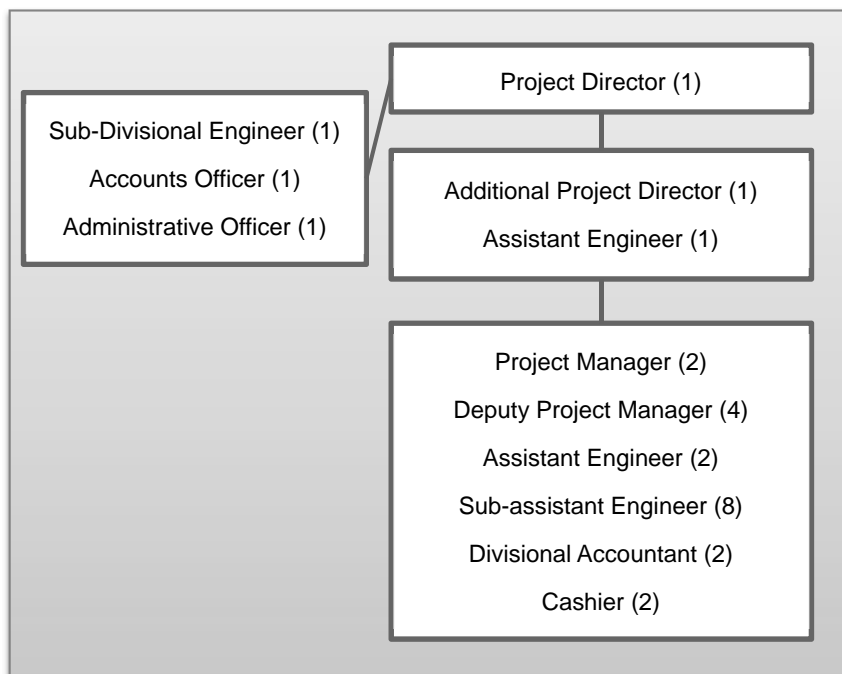 Project Director (1)
Sub-Divisional Engineer (1)
Accounts Officer (1)
Administrative Officer (1)
Additional Project Director (1)
Assistant Engineer (1)
Project Manager (2)
Deputy Project Manager (4)
Assistant Engineer (2)
Sub-assistant Engineer (8)
Divisional Accountant (2)
Cashier (2)